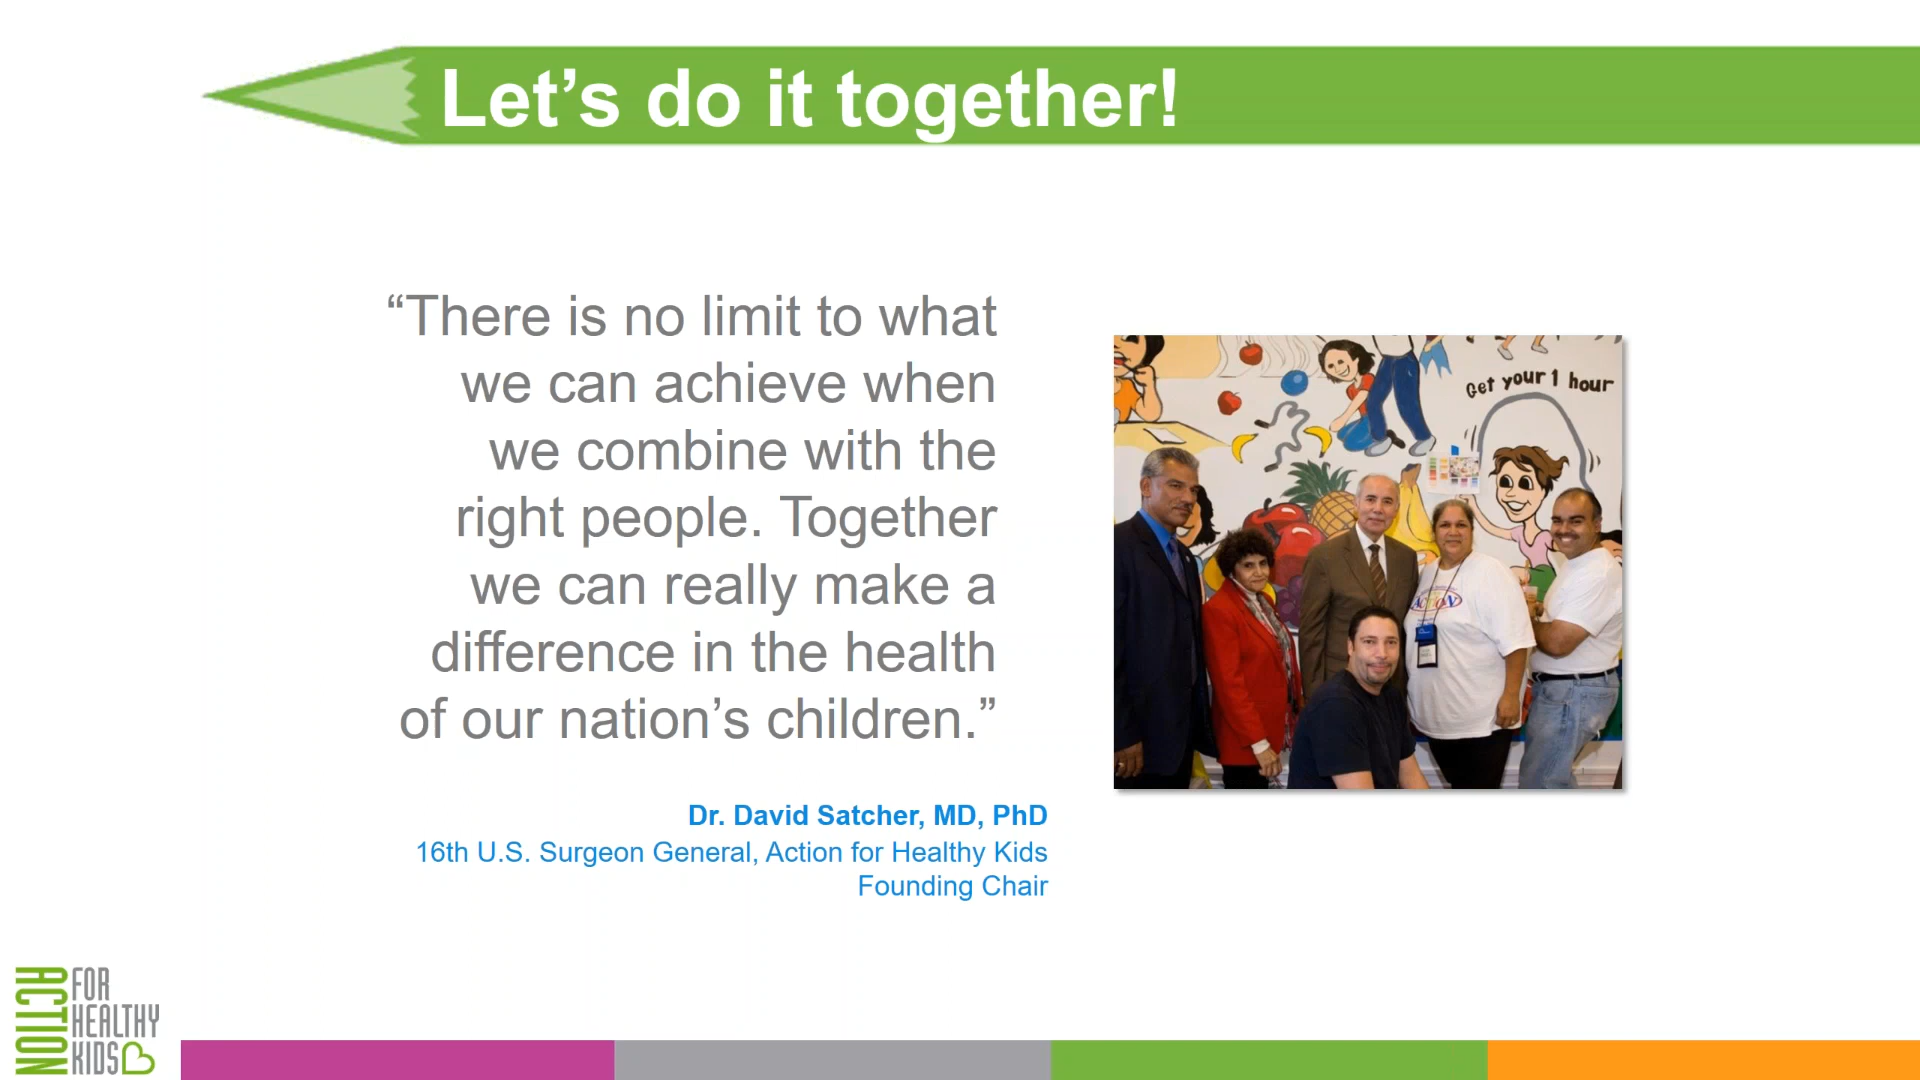 Let’s do it together!
“There is no limit to what
we can achieve when
we combine with the
right people. Together
we can really make a
difference in the health
of our nation’s children.”
Dr. David Satcher, MD, PhD
16th U.S. Surgeon General, Action for Healthy Kids
Founding Chair
Get your 1 hour
ACTION
ACTION
FOR
HEALTHY
KIDS